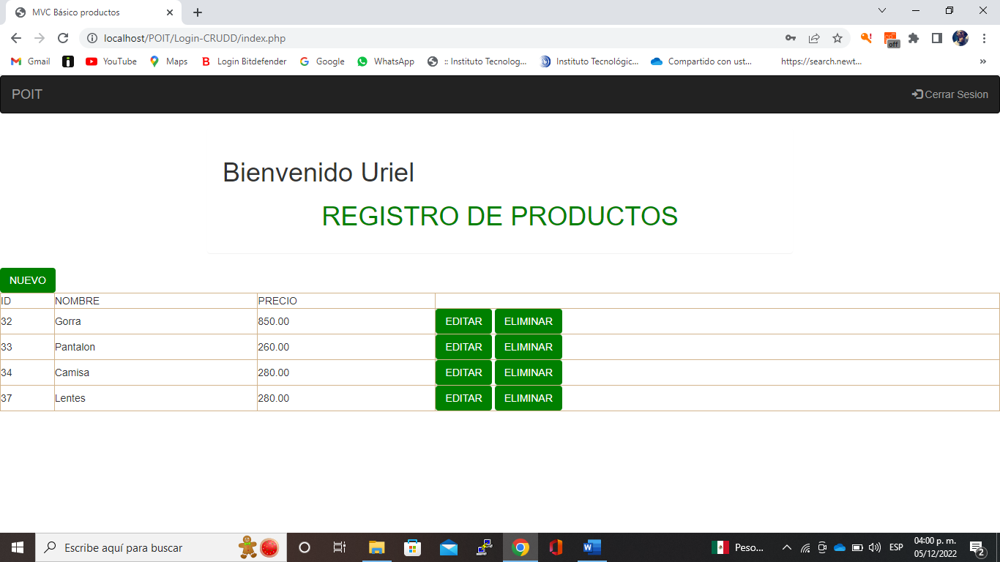 MVC Básico productos
localhost/POIT/Login-CRUDD/index.php
off
Gmail YouTube Maps Login Bitdefender Google WhatsApp :: Instituto Tecnolog... Instituto Tecnológic... Compartido con ust... https://search.newt... »
POIT Cerrar Sesion
Bienvenido Uriel
REGISTRO DE PRODUCTOS
NUEVO
ID NOMBRE PRECIO
32 Gorra 850.00 EDITAR ELIMINAR
33 Pantalon 260.00 EDITAR ELIMINAR
34 Camisa 280.00 EDITAR ELIMINAR
37 Lentes 280.00 EDITAR ELIMINAR
Escribe aquí para buscar
Peso... ESP
04:00 p. m.
05/12/2022
2